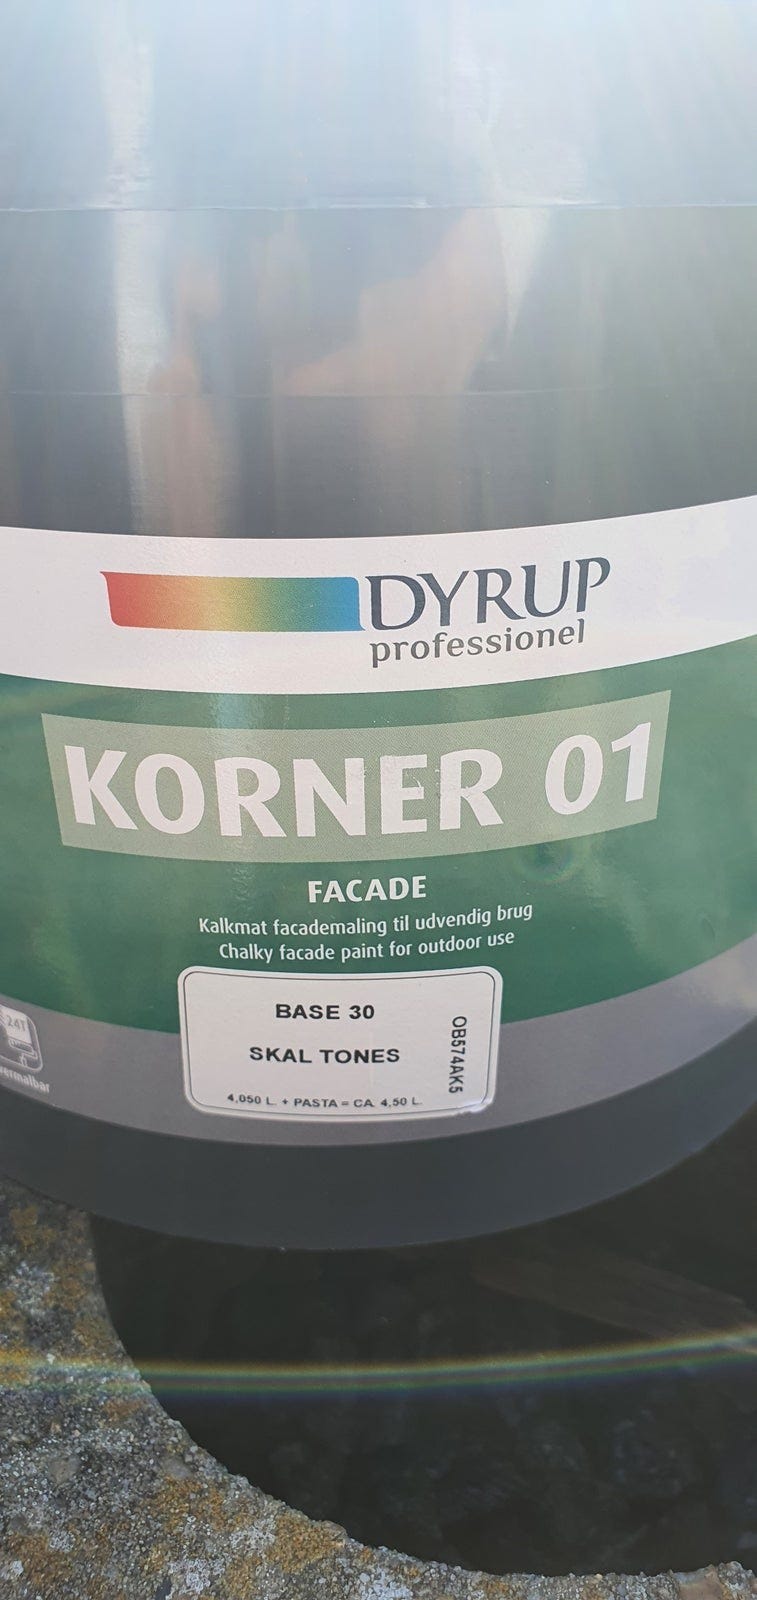 DYRUP
professionel
KORNER 01
FACADE
Kalkmat facademaling til udvendig brug
Chalky facade paint for outdoor use
BASE 30
SKAL TONES
4,050 L. + PASTA = CA. 4,50 L.
OB574AK5
24T